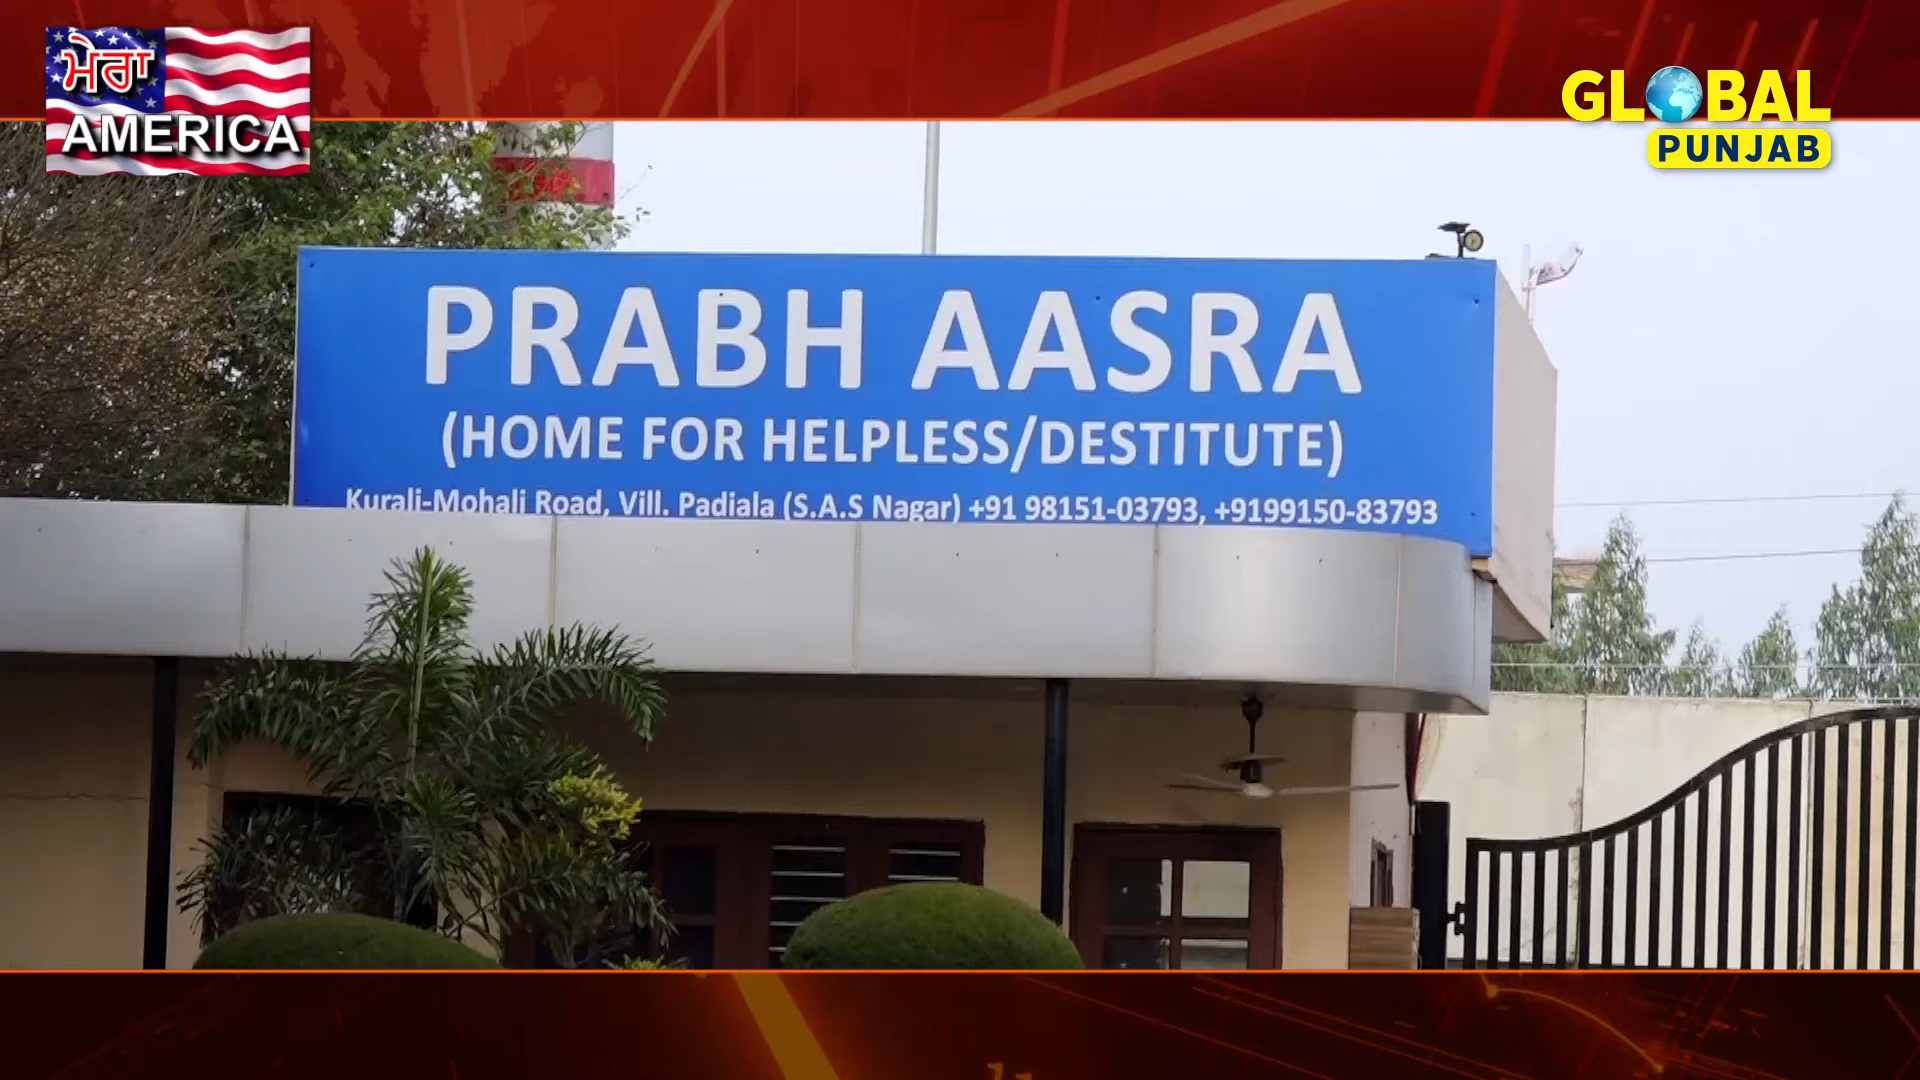 ਮੇਰਾ
AMERICA
GLOBAL
PUNJAB
PRABH AASRA
(HOME FOR HELPLESS/DESTITUTE)
Kurali-Mohali Road, Vill. Padiala (S.A.S Nagar) +91 98151-03793, +9199150-83793